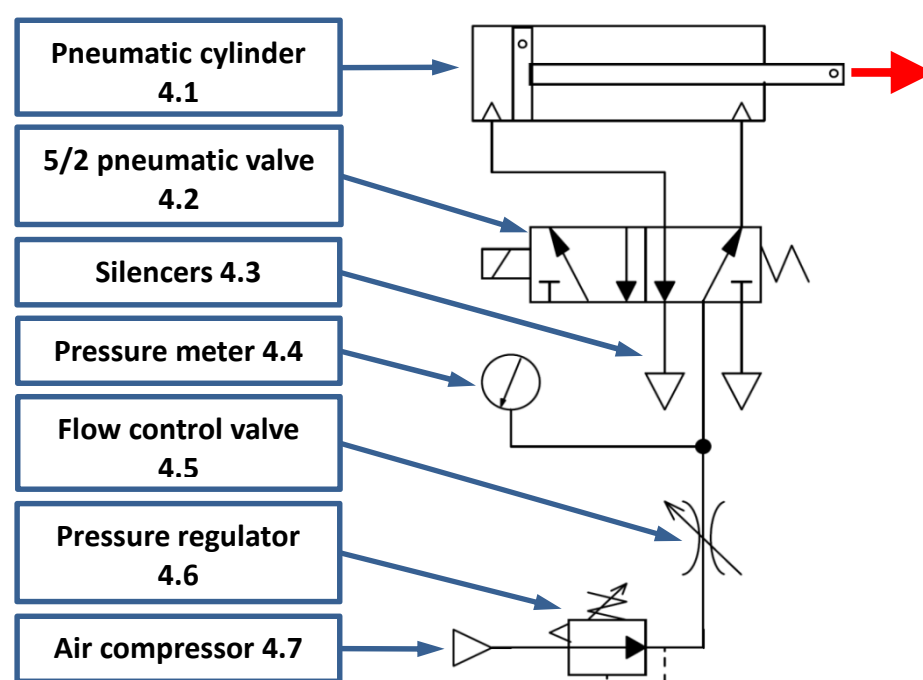 Pneumatic cylinder
4.1
5/2 pneumatic valve
4.2
Silencers 4.3
Pressure meter 4.4
Flow control valve
4.5
Pressure regulator
4.6
Air compressor 4.7